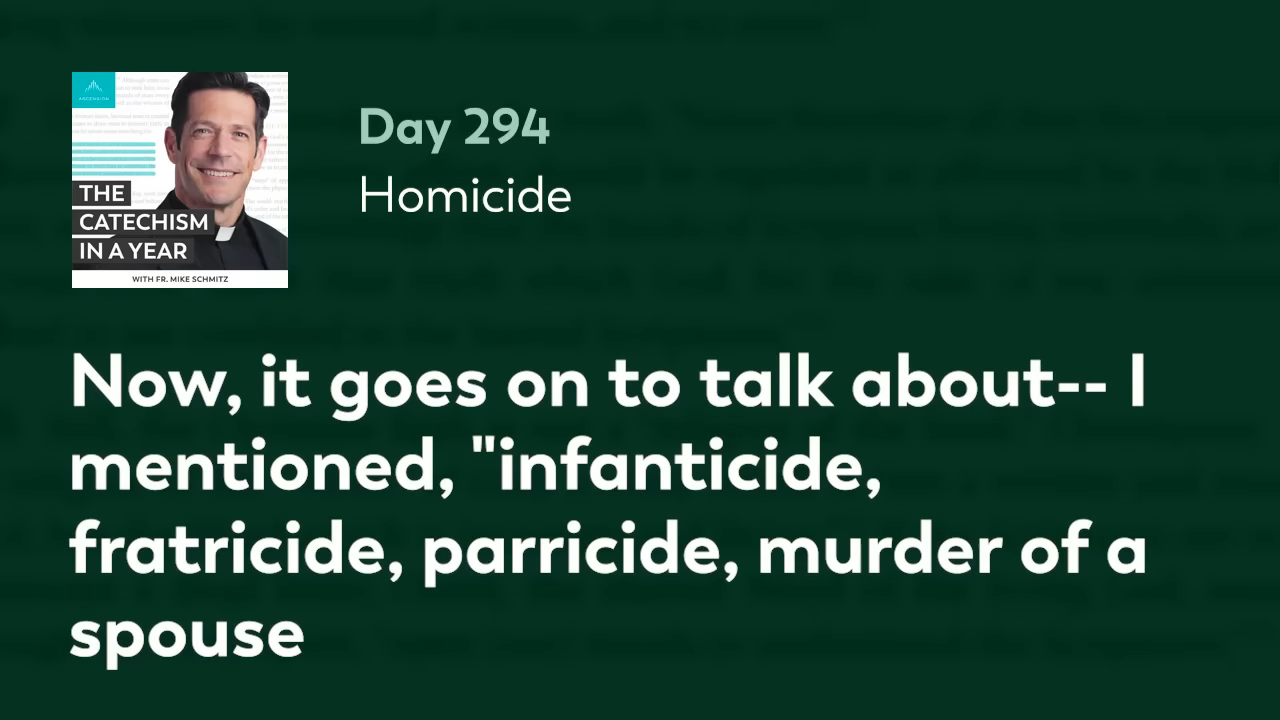 ASCENSION
THE
CATECHISM
IN A YEAR
WITH FR. MIKE SCHMITZ
Day 294
Homicide
Now, it goes on to talk about-- I
mentioned, "infanticide,
fratricide, parricide, murder of a
spouse